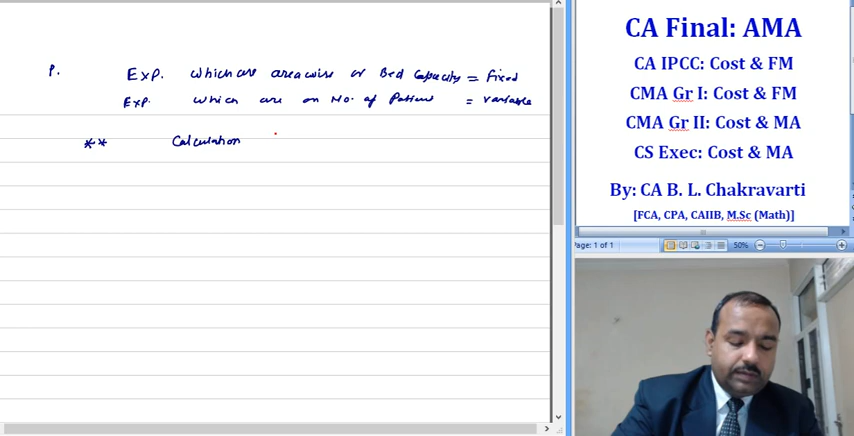 P. Exp. which are area wise or Bed Capacity = Fixed
Exp. which are on No. of Patient = Variable
** Calculation
CA Final: AMA
CA IPCC: Cost & FM
CMA Gr I: Cost & FM
CMA Gr II: Cost & MA
CS Exec: Cost & MA
By: CA B. L. Chakravarti
[FCA, CPA, CAIIB, M.Sc (Math)]
Page: 1 of 1 50%